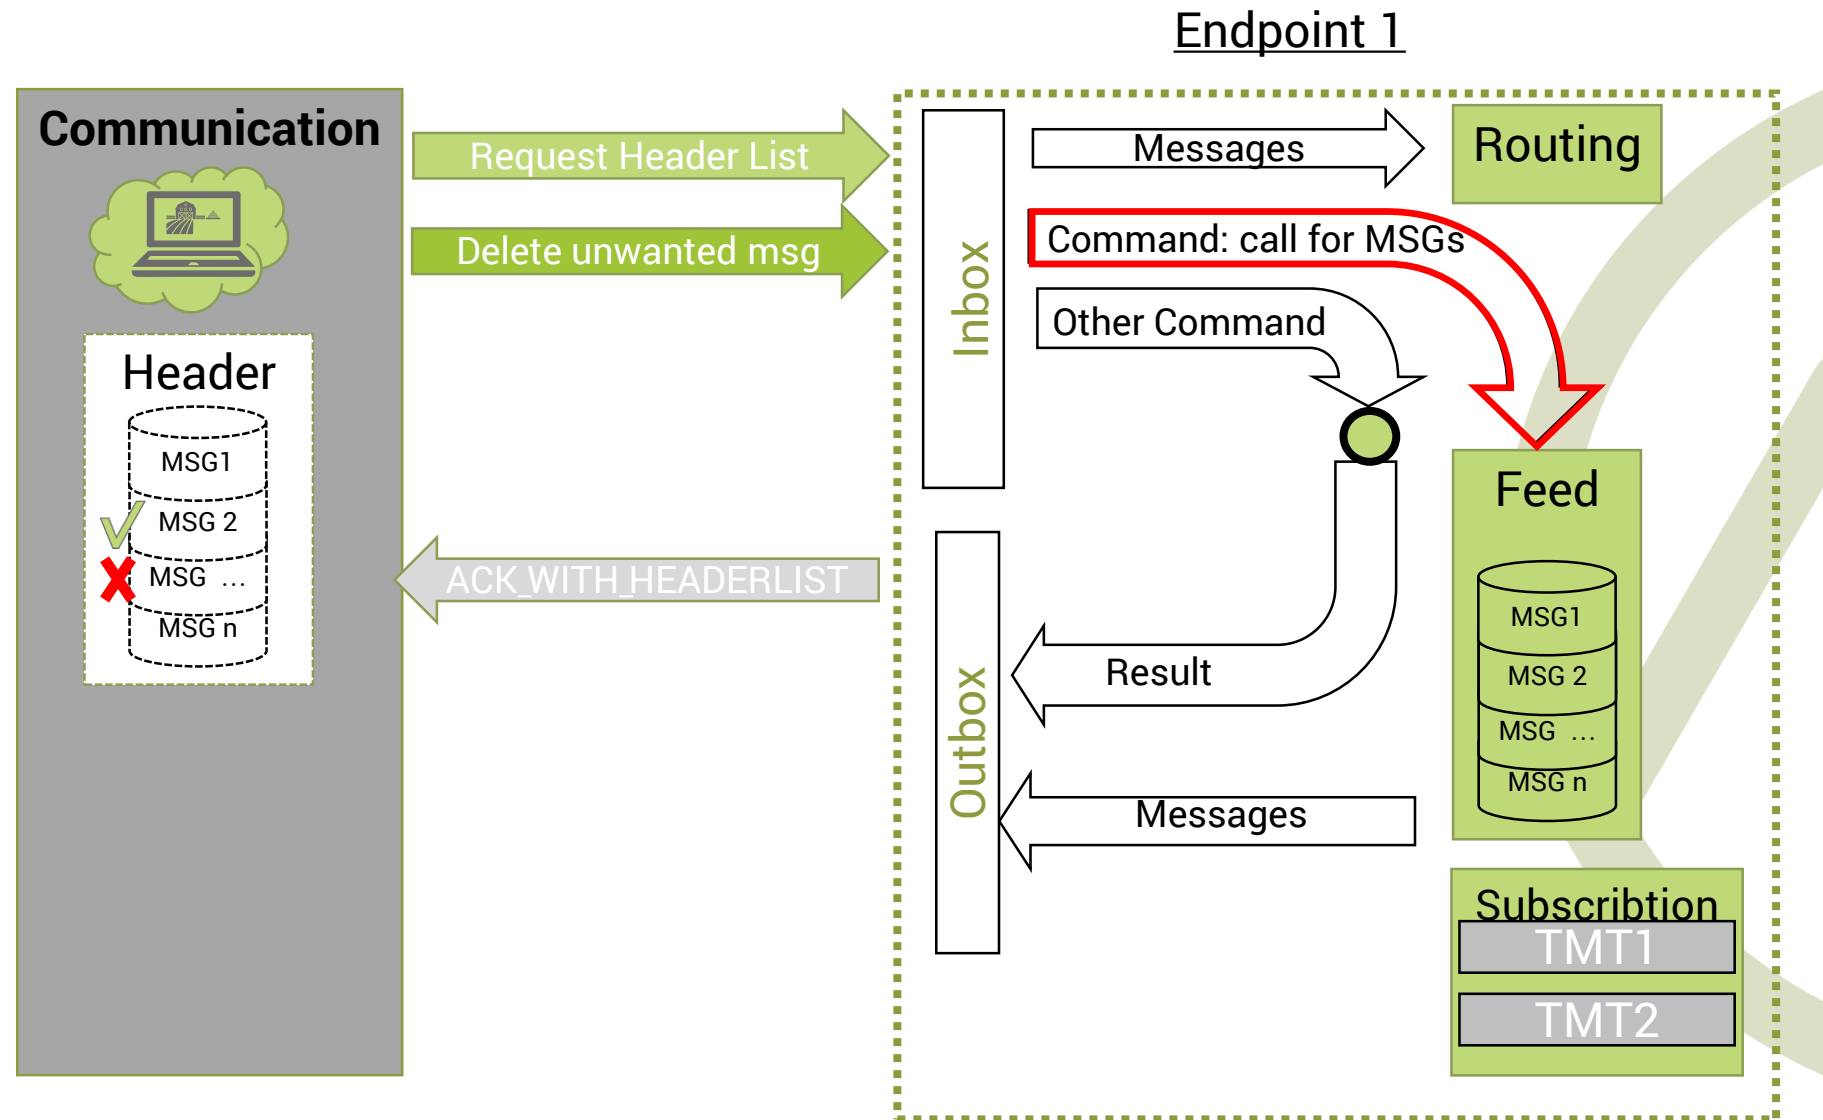 Endpoint 1
Communication
Request Header List
Delete unwanted msg
Header
MSG1
MSG 2
MSG …
MSG n
ACK_WITH_HEADERLIST
Inbox
Messages
Routing
Command: call for MSGs
Other Command
Feed
MSG1
MSG 2
MSG …
MSG n
Outbox
Result
Messages
Subscribtion
TMT1
TMT2